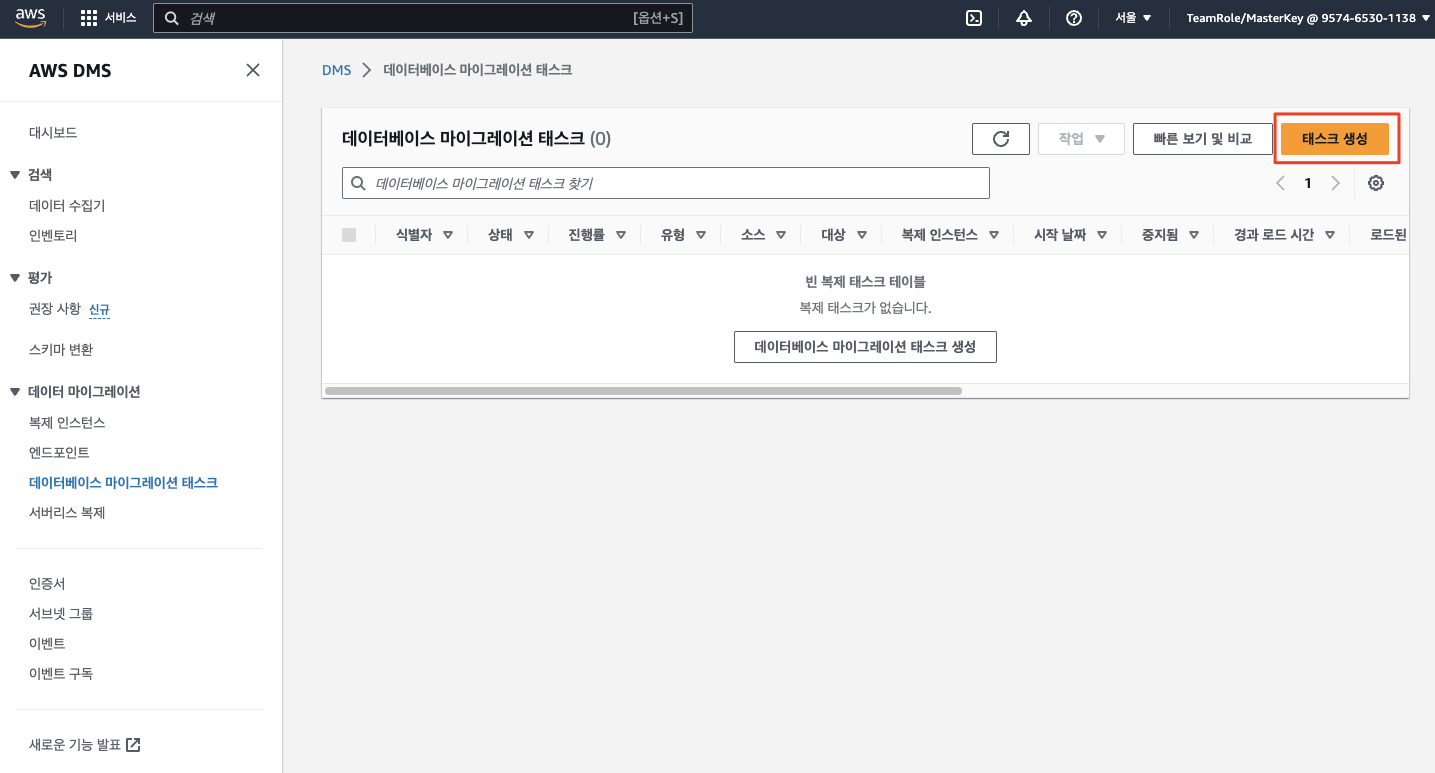 aws 서비스 검색 [옵션+S] 서울 TeamRole/MasterKey @ 9574-6530-1138
AWS DMS
대시보드
검색
데이터 수집기
인벤토리
평가
권장 사항 신규
스키마 변환
데이터 마이그레이션
복제 인스턴스
엔드포인트
데이터베이스 마이그레이션 태스크
서버리스 복제
인증서
서브넷 그룹
이벤트
이벤트 구독
새로운 기능 발표
DMS 데이터베이스 마이그레이션 태스크
데이터베이스 마이그레이션 태스크 (0) 작업 빠른 보기 및 비교 태스크 생성
데이터베이스 마이그레이션 태스크 찾기 1
식별자 상태 진행률 유형 소스 대상 복제 인스턴스 시작 날짜 중지됨 경과 로드 시간 로드된
빈 복제 태스크 테이블
복제 태스크가 없습니다.
데이터베이스 마이그레이션 태스크 생성